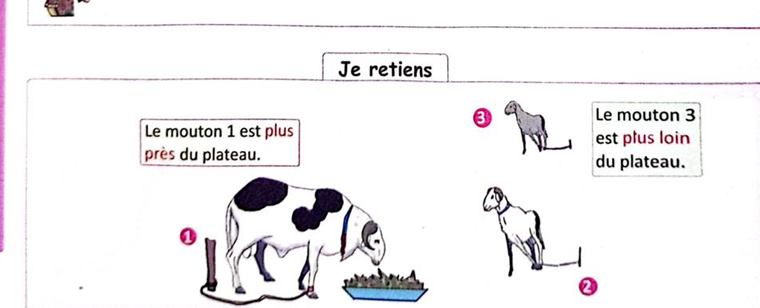 Je retiens
Le mouton 1 est plus
près du plateau.
3
Le mouton 3
est plus loin
du plateau.
1
2